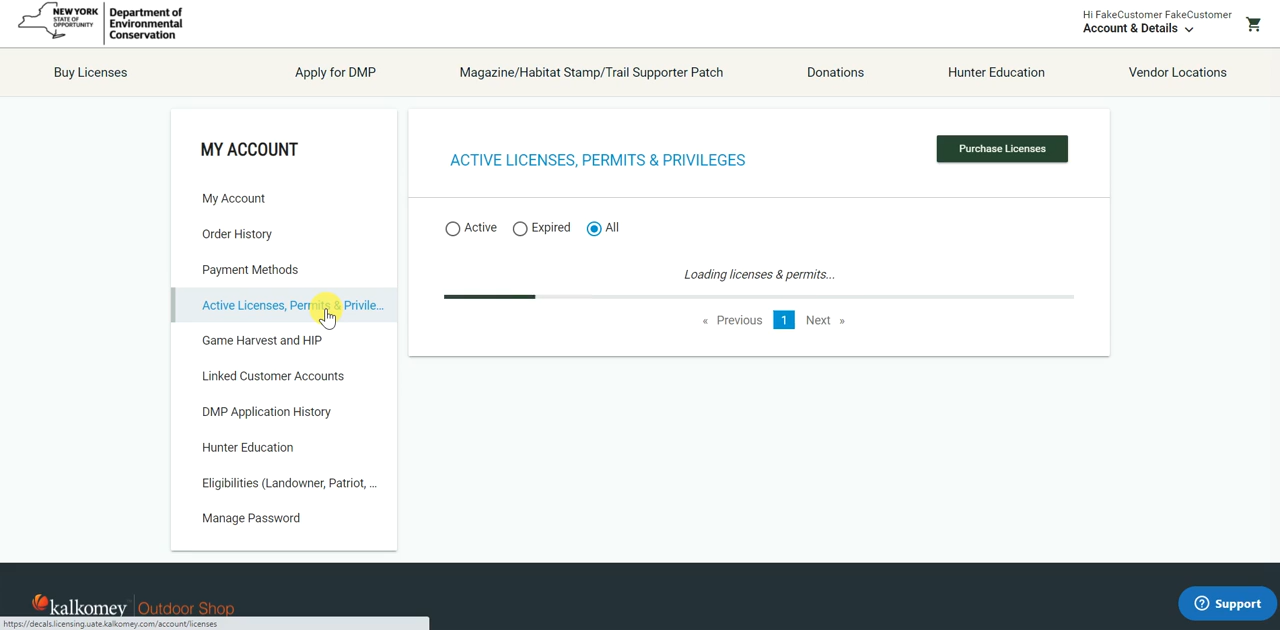 NEW YORK
STATE OF
OPPORTUNITY
Department of
Environmental
Conservation
Hi FakeCustomer FakeCustomer
Account & Details
Buy Licenses
Apply for DMP
Magazine/Habitat Stamp/Trail Supporter Patch
Donations
Hunter Education
Vendor Locations
MY ACCOUNT
My Account
Order History
Payment Methods
Active Licenses, Permits & Privile...
Game Harvest and HIP
Linked Customer Accounts
DMP Application History
Hunter Education
Eligibilities (Landowner, Patriot, ...
Manage Password
ACTIVE LICENSES, PERMITS & PRIVILEGES
Purchase Licenses
Active
Expired
All
Loading licenses & permits...
« Previous 1 Next »
kalkomey Outdoor Shop
Support
https://decals.licensing.uate.kalkomey.com/account/licenses